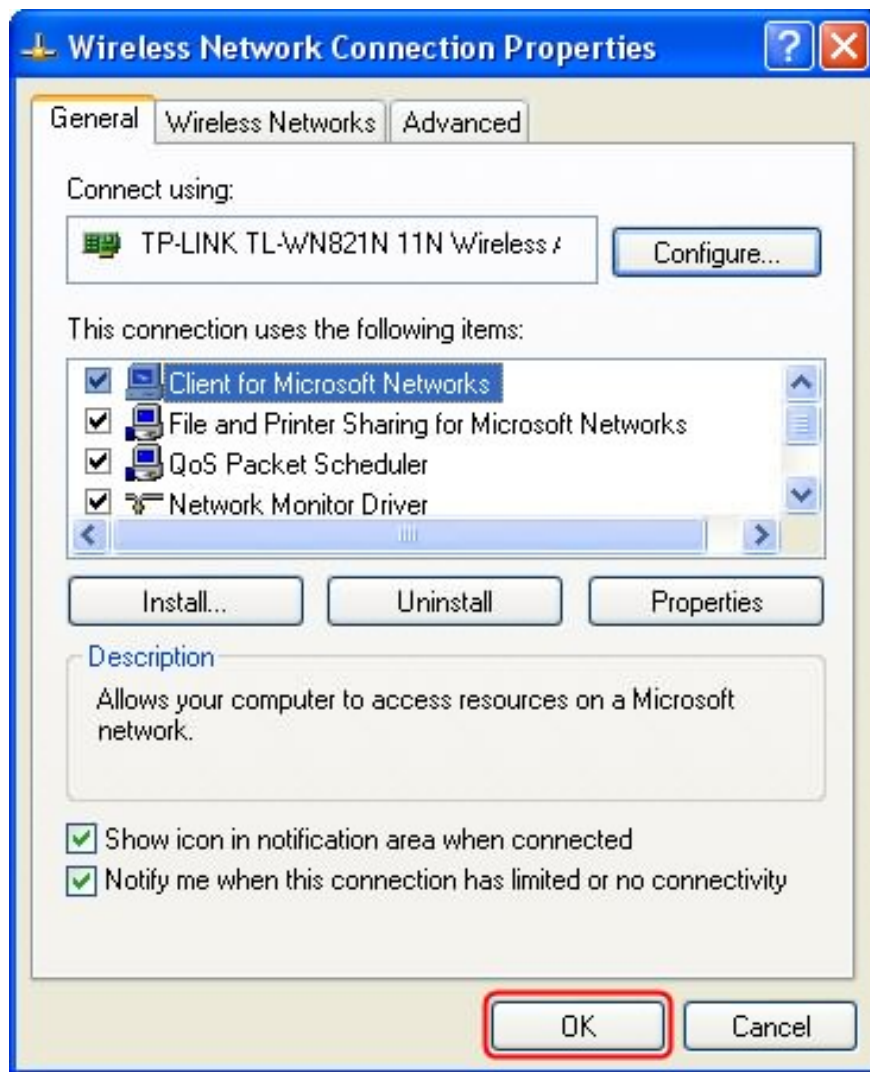 Wireless Network Connection Properties
General Wireless Networks Advanced
Connect using:
TP-LINK TL-WN821N 11N Wireless
Configure...
This connection uses the following items:
Client for Microsoft Networks
File and Printer Sharing for Microsoft Networks
QoS Packet Scheduler
Network Monitor Driver
Install... Uninstall Properties
Description
Allows your computer to access resources on a Microsoft
network.
Show icon in notification area when connected
Notify me when this connection has limited or no connectivity
OK Cancel